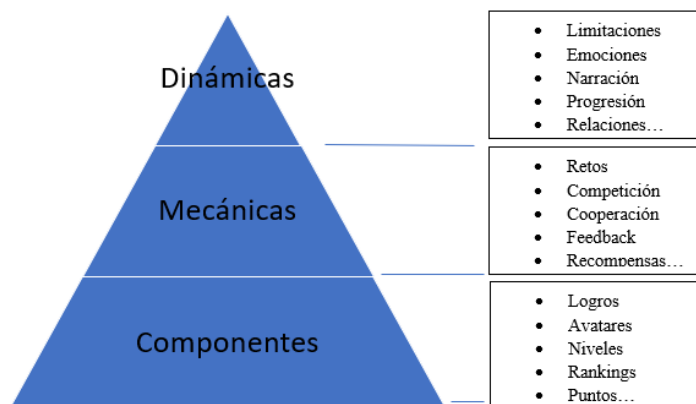 Dinámicas
Limitaciones
Emociones
Narración
Progresión
Relaciones…
Mecánicas
Retos
Competición
Cooperación
Feedback
Recompensas…
Componentes
Logros
Avatares
Niveles
Rankings
Puntos…